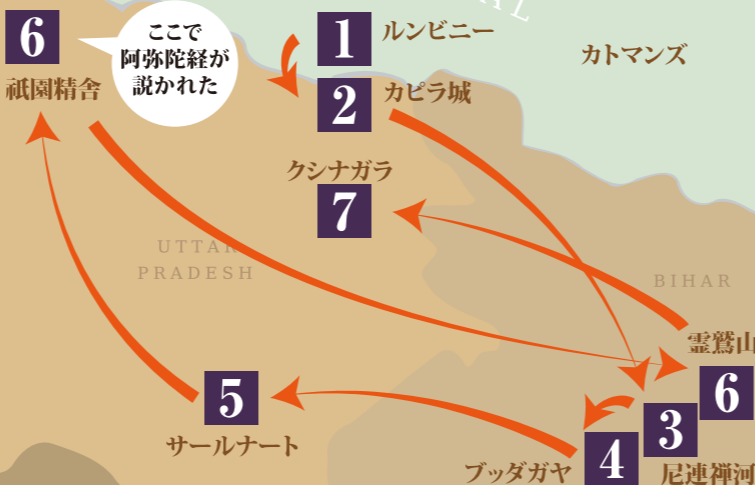 6
祇園精舎
ここで
阿弥陀経が
説かれた
1
ルンビニー
カトマンズ
2
カピラ城
クシナガラ
7
UTTAR
PRADESH
BIHAR
霊鷲山
6
5
サールナート
3
4
ブッダガヤ
尼連禅河